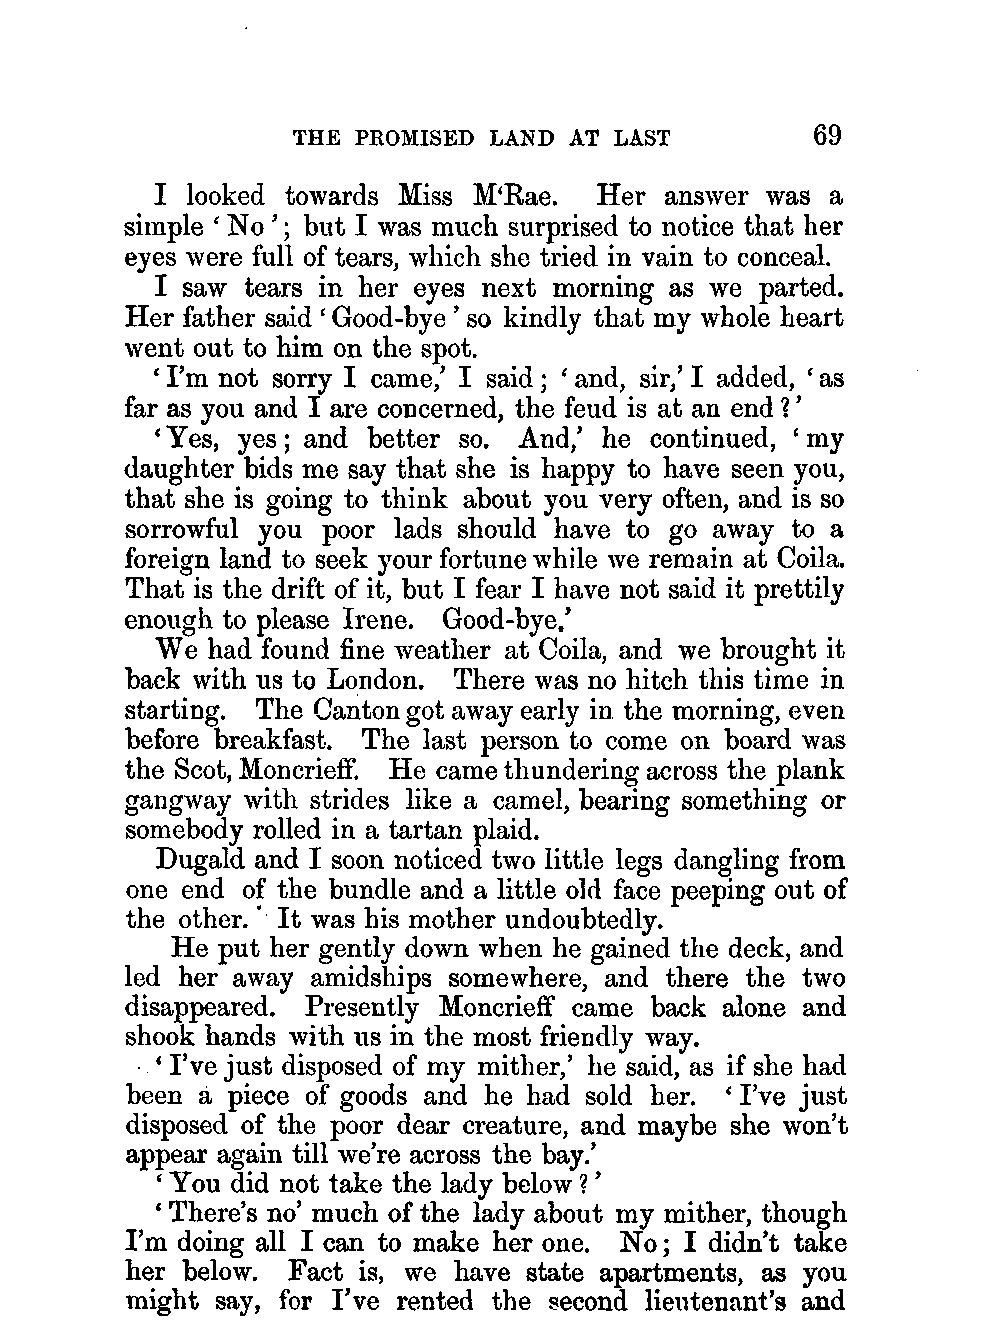 THE PROMISED LAND AT LAST 69
I looked towards Miss M‘Rae. Her answer was a
simple ‘No’; but I was much surprised to notice that her
eyes were full of tears, which she tried in vain to conceal.
I saw tears in her eyes next morning as we parted.
Her father said ‘Good-bye’ so kindly that my whole heart
went out to him on the spot.
‘I’m not sorry I came,’ I said; ‘and, sir,’ I added, ‘as
far as you and I are concerned, the feud is at an end?’
‘Yes, yes; and better so. And,’ he continued, ‘my
daughter bids me say that she is happy to have seen you,
that she is going to think about you very often, and is so
sorrowful you poor lads should have to go away to a
foreign land to seek your fortune while we remain at Coila.
That is the drift of it, but I fear I have not said it prettily
enough to please Irene. Good-bye.’
We had found fine weather at Coila, and we brought it
back with us to London. There was no hitch this time in
starting. The Canton got away early in the morning, even
before breakfast. The last person to come on board was
the Scot, Moncrieff. He came thundering across the plank
gangway with strides like a camel, bearing something or
somebody rolled in a tartan plaid.
Dugald and I soon noticed two little legs dangling from
one end of the bundle and a little old face peeping out of
the other. It was his mother undoubtedly.
He put her gently down when he gained the deck, and
led her away amidships somewhere, and there the two
disappeared. Presently Moncrieff came back alone and
shook hands with us in the most friendly way.
‘I’ve just disposed of my mither,’ he said, as if she had
been a piece of goods and he had sold her. ‘I’ve just
disposed of the poor dear creature, and maybe she won’t
appear again till we’re across the bay.’
‘You did not take the lady below?’
‘There’s no’ much of the lady about my mither, though
I’m doing all I can to make her one. No; I didn’t take
her below. Fact is, we have state apartments, as you
might say, for I’ve rented the second lieutenant’s and